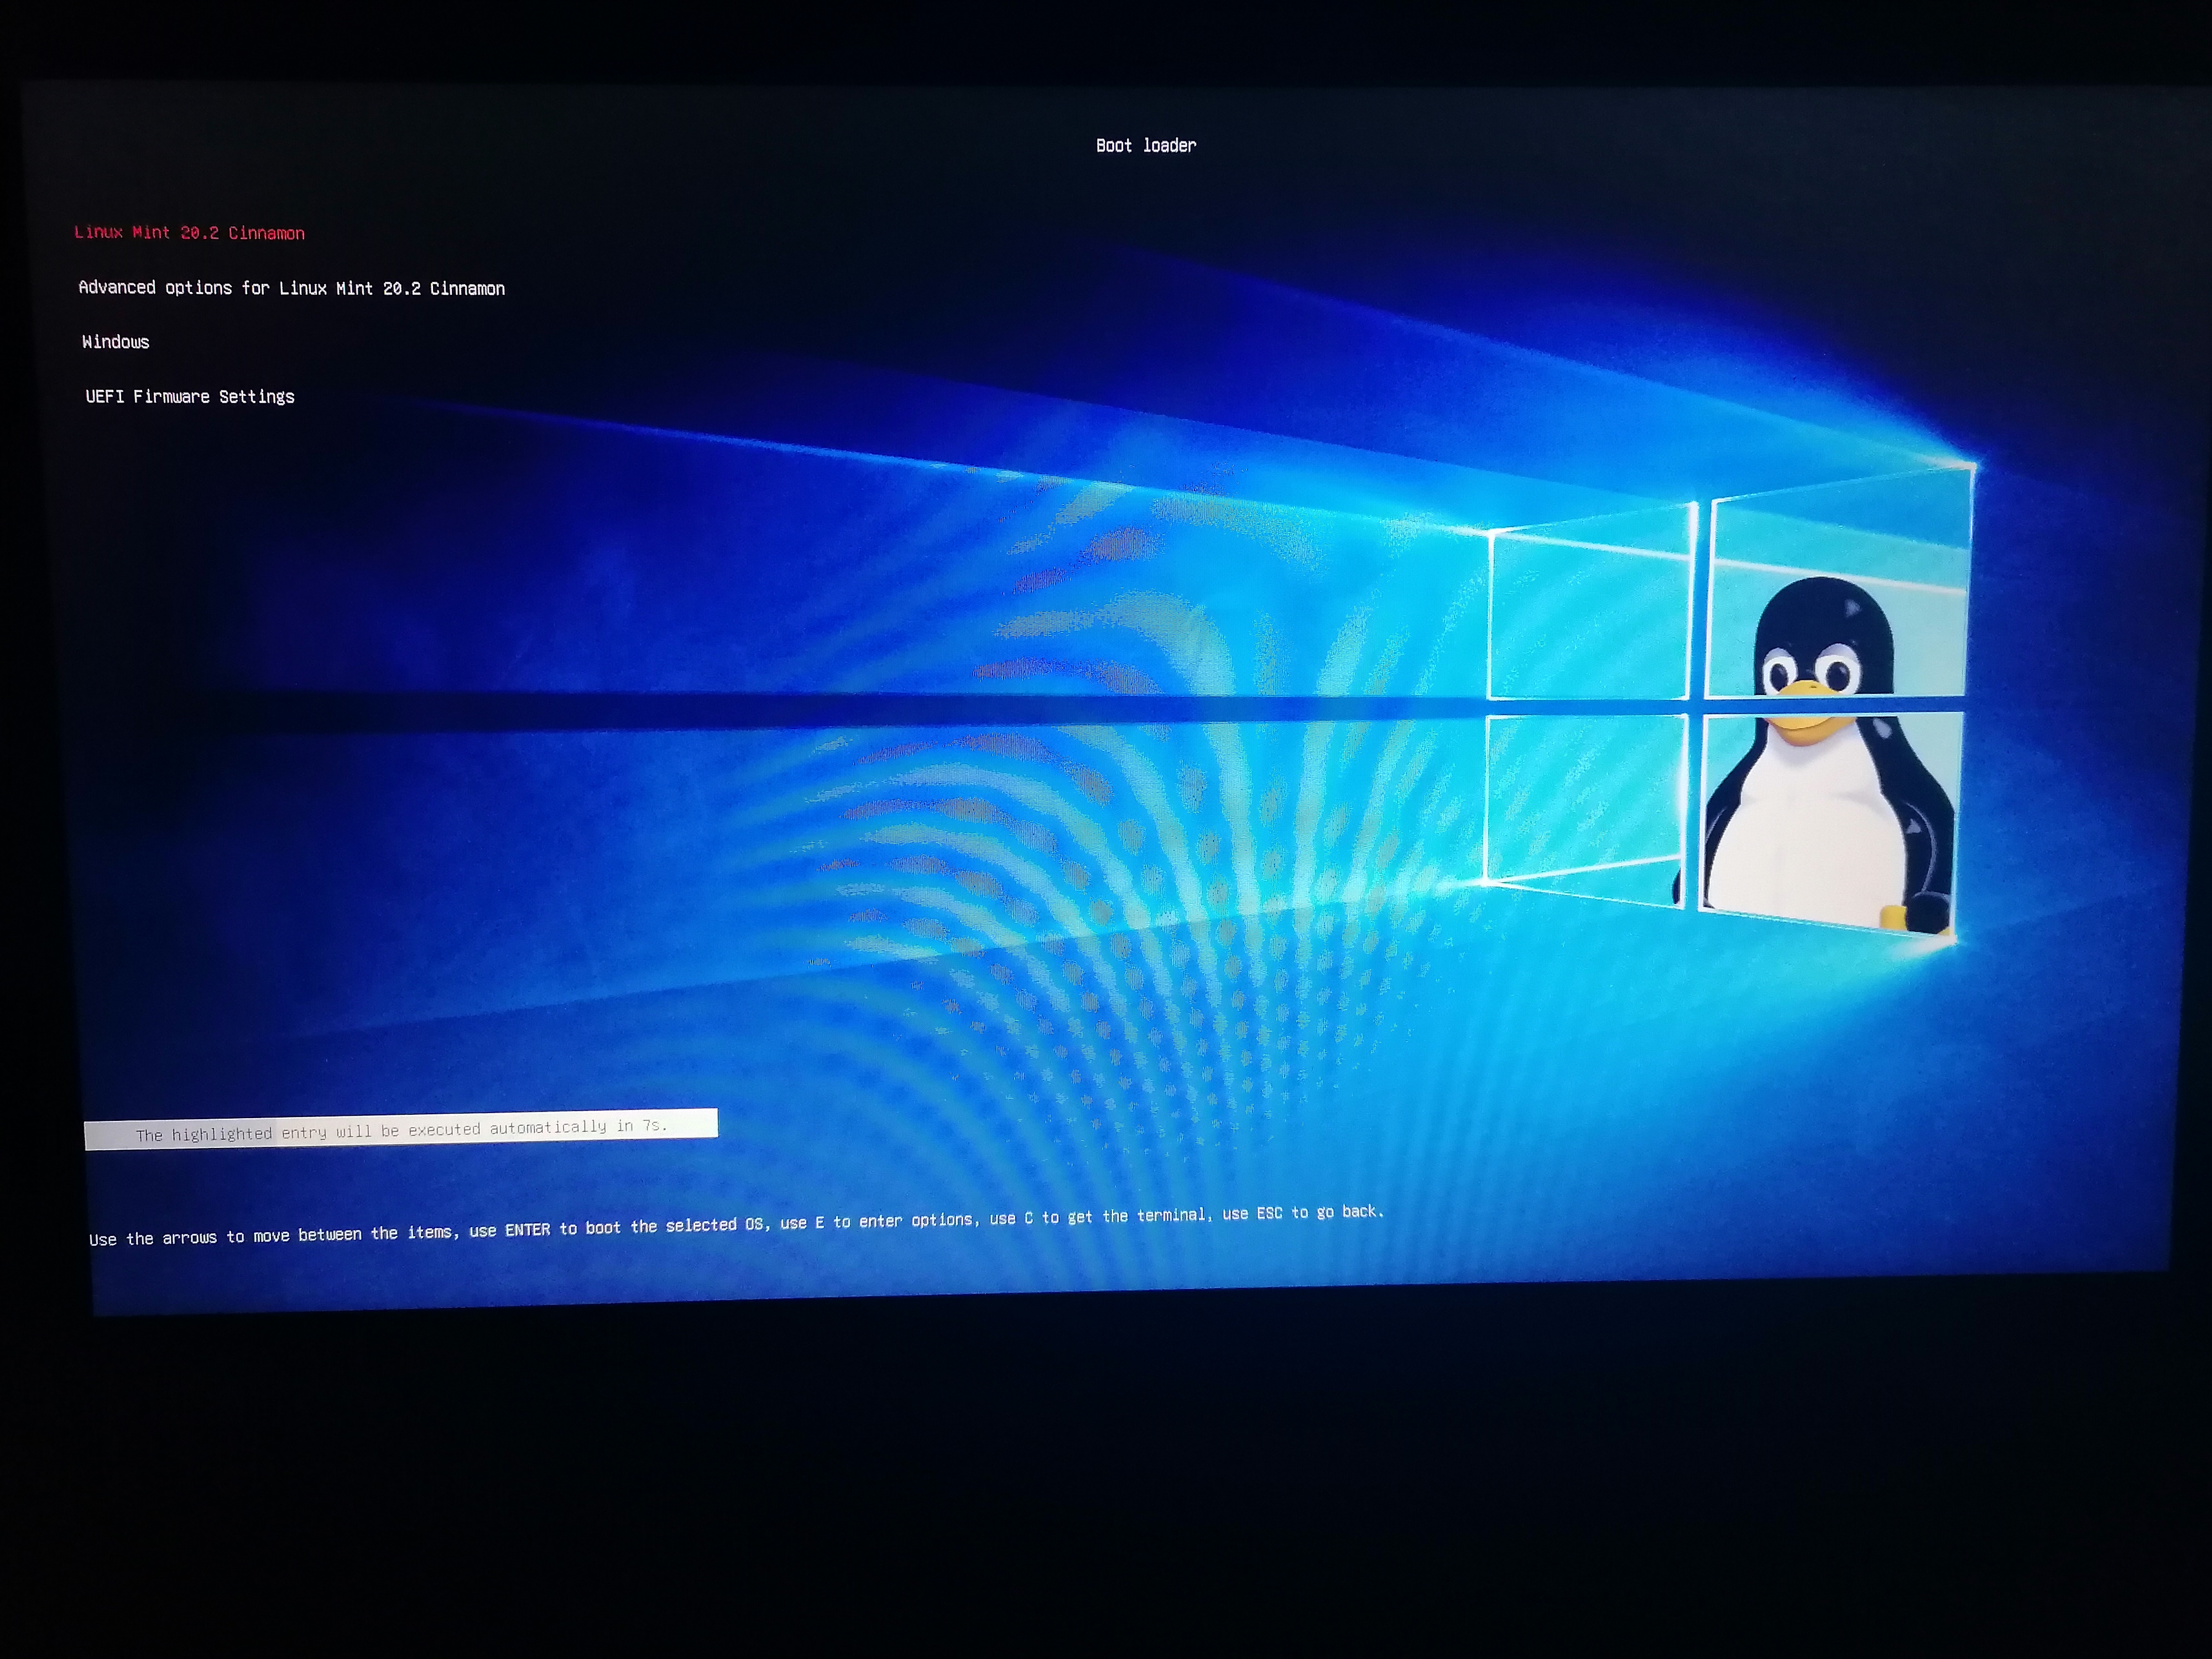 Boot loader
Linux Mint 20.2 Cinnamon
Advanced options for Linux Mint 20.2 Cinnamon
Windows
UEFI Firmware Settings
The highlighted entry will be executed automatically in 7s.
Use the arrows to move between the items, use ENTER to boot the selected OS, use E to enter options, use C to get the terminal, use ESC to go back.